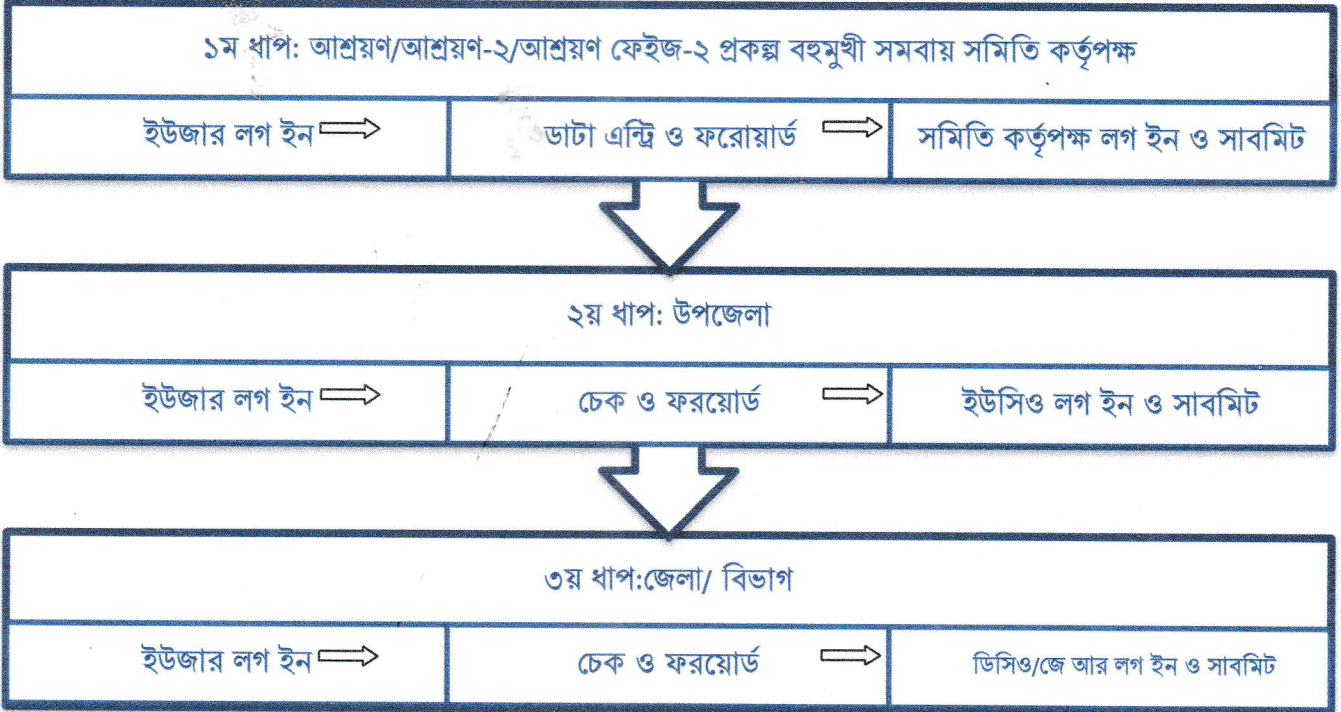 ১ম ধাপ: আশ্রয়ণ/আশ্রয়ণ-২/আশ্রয়ণ ফেইজ-২ প্রকল্প বহুমুখী সমবায় সমিতি কর্তৃপক্ষ
ইউজার লগ ইন
ডাটা এন্ট্রি ও ফরোয়ার্ড
সমিতি কর্তৃপক্ষ লগ ইন ও সাবমিট
২য় ধাপ: উপজেলা
ইউজার লগ ইন
চেক ও ফরয়োর্ড
ইউসিও লগ ইন ও সাবমিট
৩য় ধাপ:জেলা/ বিভাগ
ইউজার লগ ইন
চেক ও ফরয়োর্ড
ডিসিও/জে আর লগ ইন ও সাবমিট